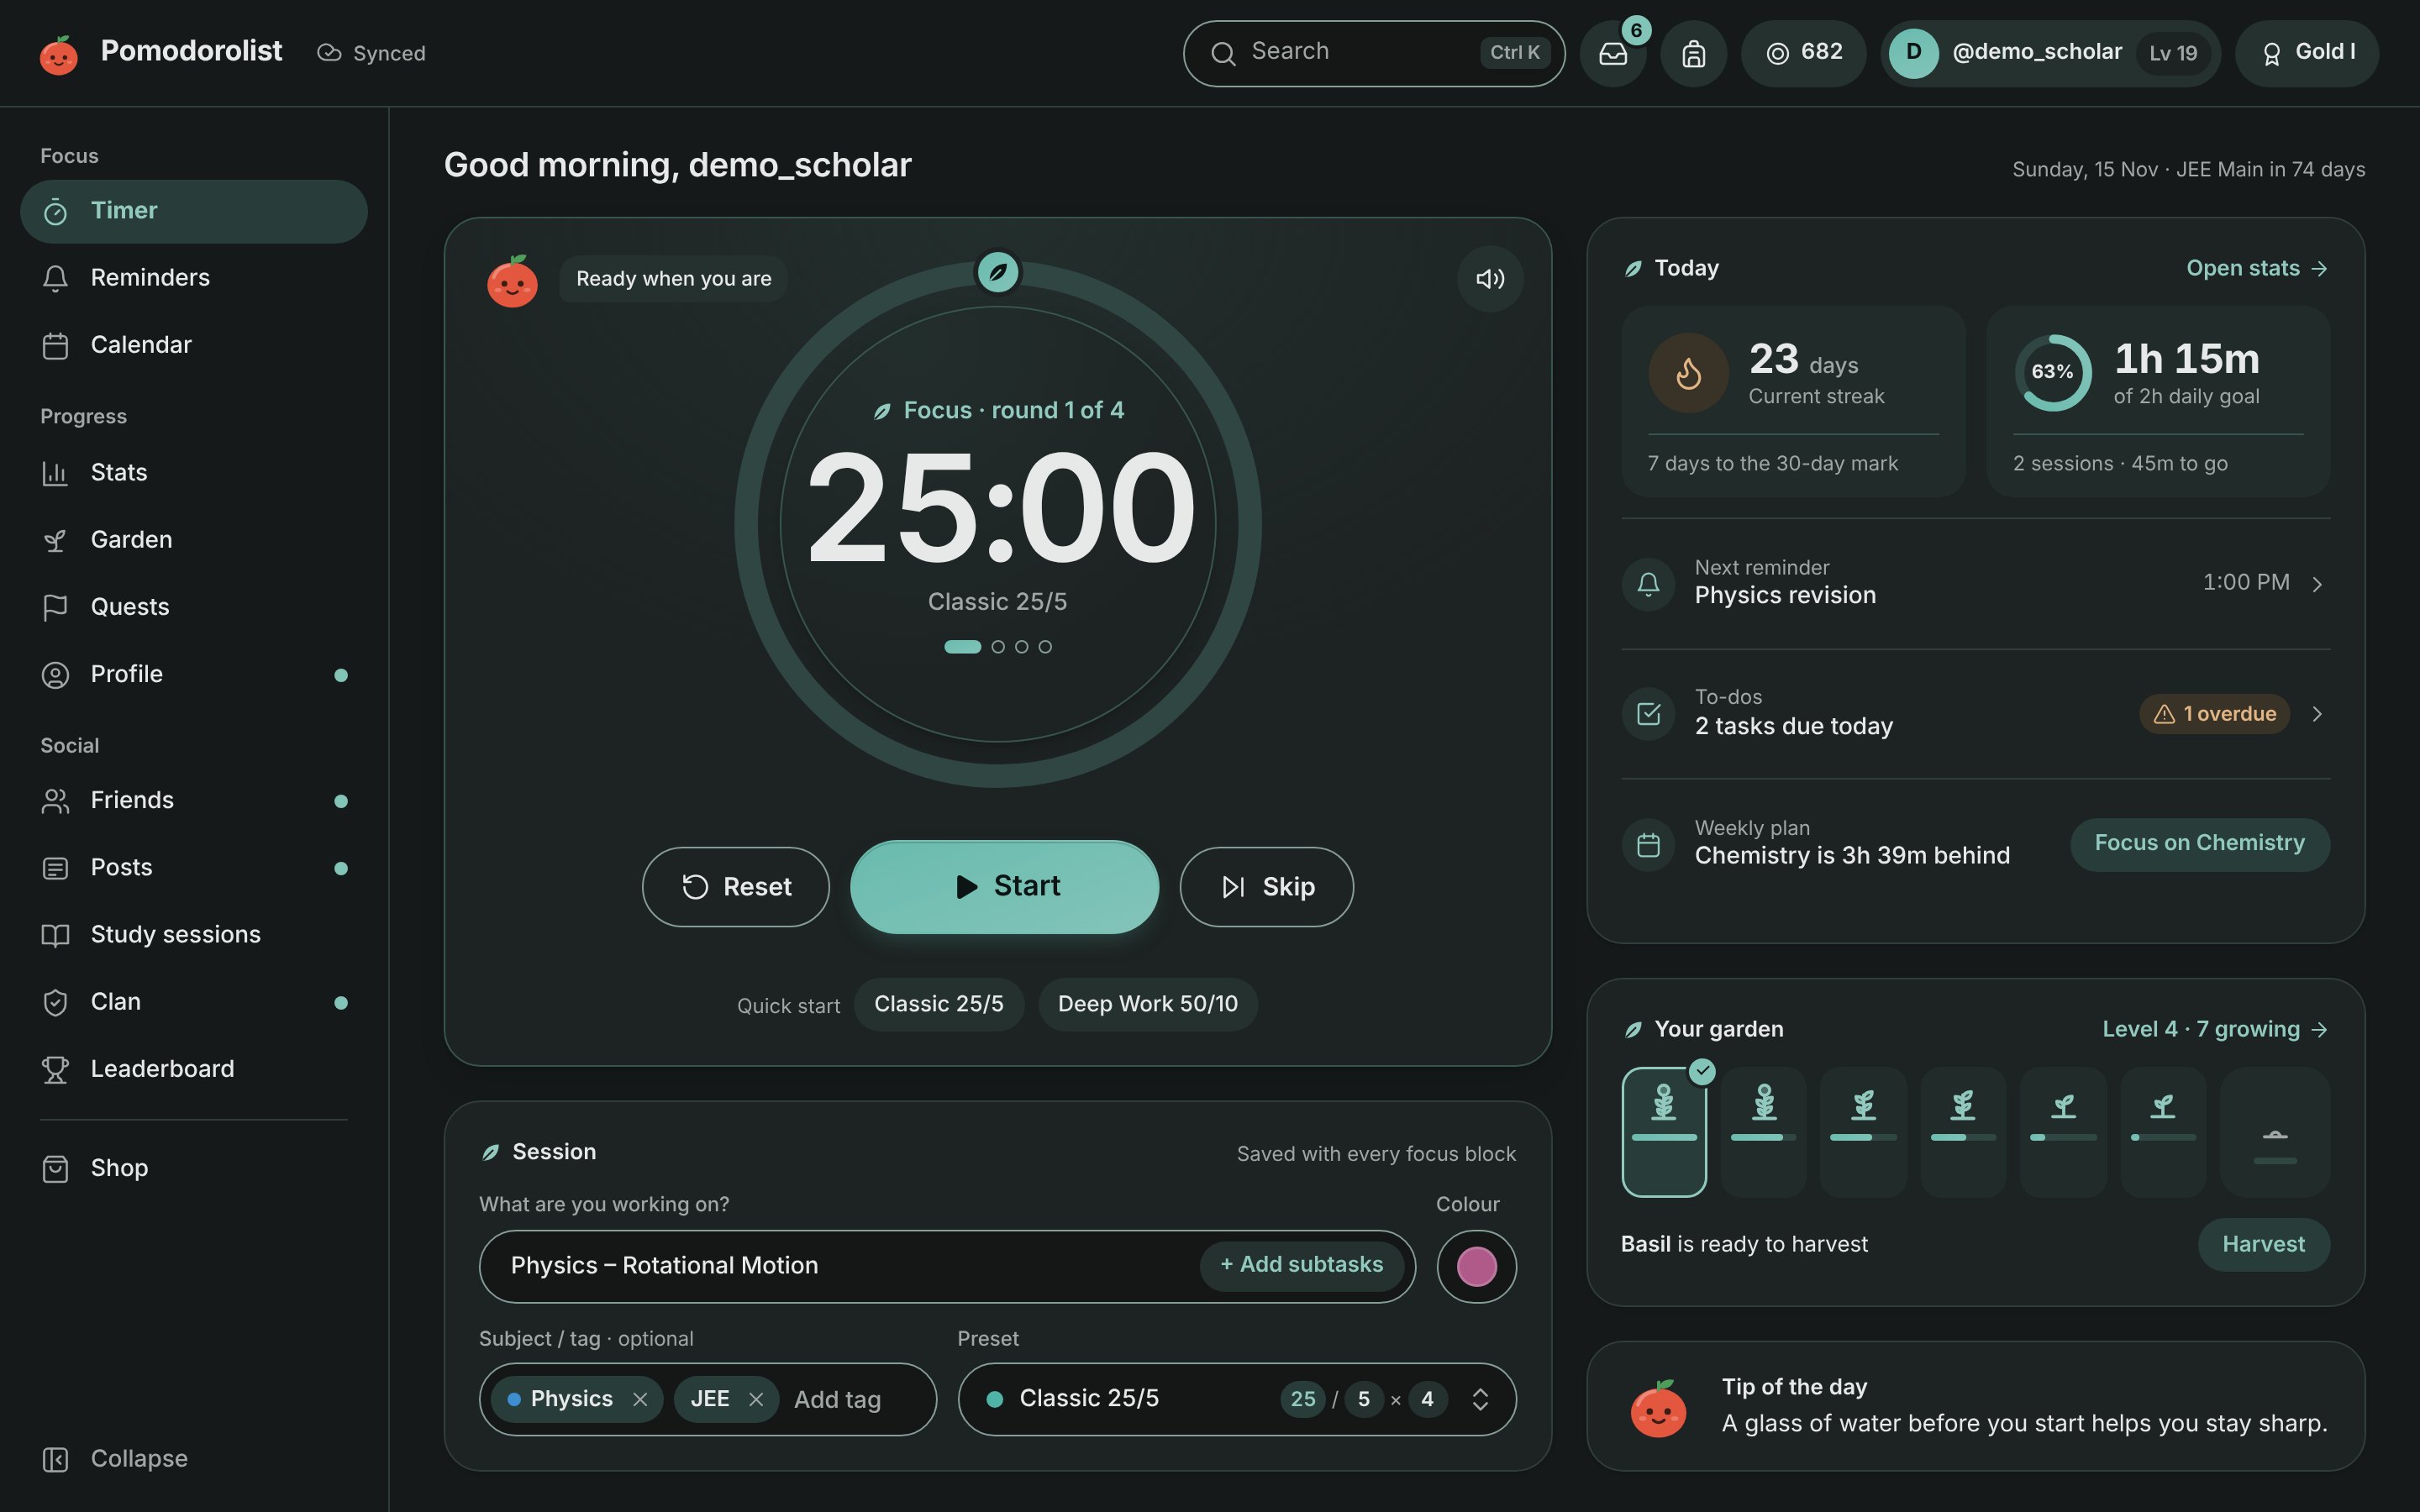 Pomodorolist
Synced
Search
Ctrl K
6
682
D
@demo_scholar
Lv 19
Gold I
Focus
Timer
Reminders
Calendar
Progress
Stats
Garden
Quests
Profile
Social
Friends
Posts
Study sessions
Clan
Leaderboard
Shop
Collapse
Good morning, demo_scholar
Sunday, 15 Nov · JEE Main in 74 days
Ready when you are
Focus · round 1 of 4
25:00
Classic 25/5
Reset
Start
Skip
Quick start
Classic 25/5
Deep Work 50/10
Session
Saved with every focus block
What are you working on?
Colour
Physics – Rotational Motion
+ Add subtasks
Subject / tag · optional
Preset
Physics
JEE
Add tag
Classic 25/5
25 / 5 × 4
Today
Open stats
23 days
Current streak
7 days to the 30-day mark
63%
1h 15m
of 2h daily goal
2 sessions · 45m to go
Next reminder
Physics revision
1:00 PM
To-dos
2 tasks due today
1 overdue
Weekly plan
Chemistry is 3h 39m behind
Focus on Chemistry
Your garden
Level 4 · 7 growing
Basil is ready to harvest
Harvest
Tip of the day
A glass of water before you start helps you stay sharp.